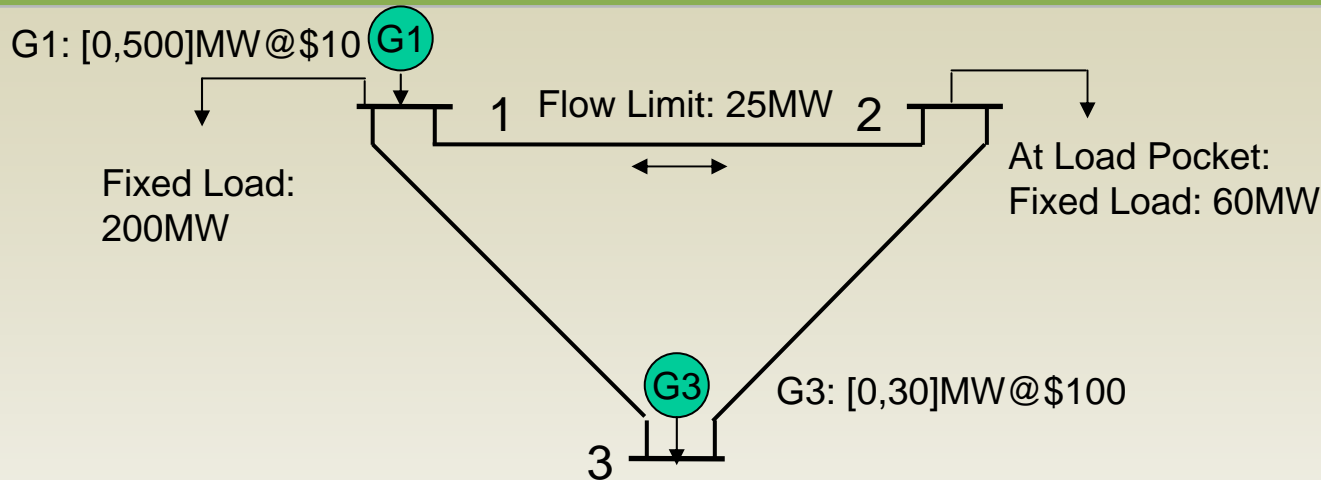 G1: [0,500]MW@$10
G1
1
Flow Limit: 25MW
2
Fixed Load:
200MW
At Load Pocket:
Fixed Load: 60MW
G3
G3: [0,30]MW@$100
3